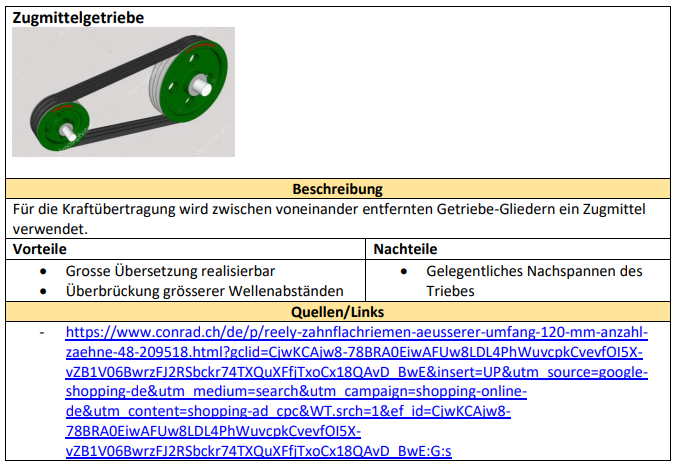 Zugmittelgetriebe
Beschreibung
Für die Kraftübertragung wird zwischen voneinander entfernten Getriebe-Gliedern ein Zugmittel
verwendet.
Vorteile
• Grosse Übersetzung realisierbar
• Überbrückung grösserer Wellenabständen
Nachteile
• Gelegentliches Nachspannen des
Triebes
Quellen/Links
- https://www.conrad.ch/de/p/reely-zahnflachriemen-aeusserer-umfang-120-mm-anzahl-
zaehne-48-209518.html?gclid=CjwKCAjw8-78BRA0EiwAFUw8LDL4PhWuvcpkCvevfOI5X-
vZB1V06BwrzFJ2RSbckr74TXQuXFfjTxoCx18QAvD_BwE&insert=UP&utm_source=google-
shopping-de&utm_medium=search&utm_campaign=shopping-online-
de&utm_content=shopping-ad_cpc&WT.srch=1&ef_id=CjwKCAjw8-
78BRA0EiwAFUw8LDL4PhWuvcpkCvevfOI5X-
vZB1V06BwrzFJ2RSbckr74TXQuXFfjTxoCx18QAvD_BwE:G:s